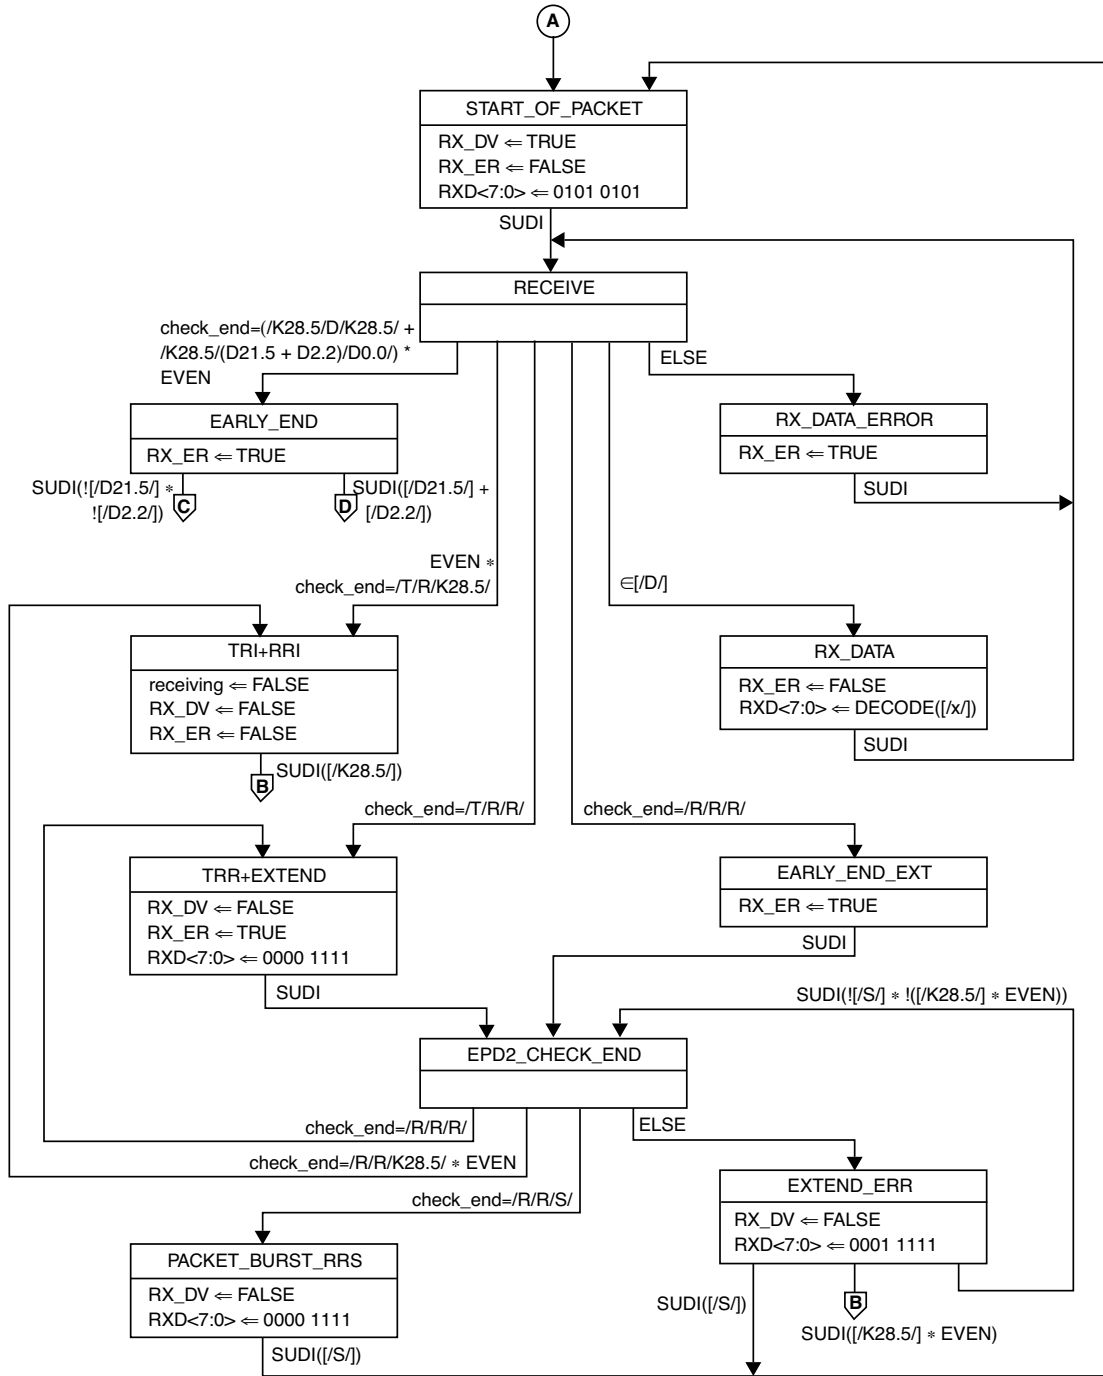 A
START_OF_PACKET
RX_DV ⇐ TRUE
RX_ER ⇐ FALSE
RXD<7:0> ⇐ 0101 0101
SUDI
RECEIVE
check_end=(/K28.5/D/K28.5/ +
/K28.5/(D21.5 + D2.2)/D0.0/) *
EVEN
ELSE
EARLY_END
RX_ER ⇐ TRUE
RX_DATA_ERROR
RX_ER ⇐ TRUE
SUDI(![/D21.5/] *
![/D2.2/])
C
D
SUDI([/D21.5/] +
[/D2.2/])
SUDI
EVEN *
check_end=/T/R/K28.5/
∈[/D/]
TRI+RRI
receiving ⇐ FALSE
RX_DV ⇐ FALSE
RX_ER ⇐ FALSE
RX_DATA
RX_ER ⇐ FALSE
RXD<7:0> ⇐ DECODE([/x/])
SUDI
SUDI([/K28.5/])
B
check_end=/T/R/R/
check_end=/R/R/R/
TRR+EXTEND
RX_DV ⇐ FALSE
RX_ER ⇐ TRUE
RXD<7:0> ⇐ 0000 1111
EARLY_END_EXT
RX_ER ⇐ TRUE
SUDI
SUDI
SUDI(![/S/] * !([/K28.5/] * EVEN))
EPD2_CHECK_END
check_end=/R/R/R/
ELSE
check_end=/R/R/K28.5/ * EVEN
check_end=/R/R/S/
EXTEND_ERR
RX_DV ⇐ FALSE
RXD<7:0> ⇐ 0001 1111
PACKET_BURST_RRS
RX_DV ⇐ FALSE
RXD<7:0> ⇐ 0000 1111
SUDI([/S/])
B
SUDI([/K28.5/] * EVEN)
SUDI([/S/])